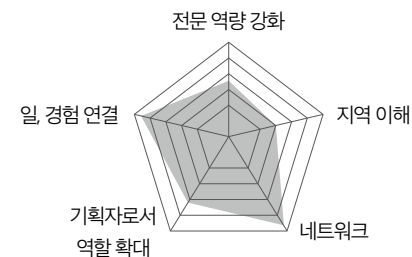 전문 역량 강화
일, 경험 연결
지역 이해
기획자로서
역할 확대
네트워크